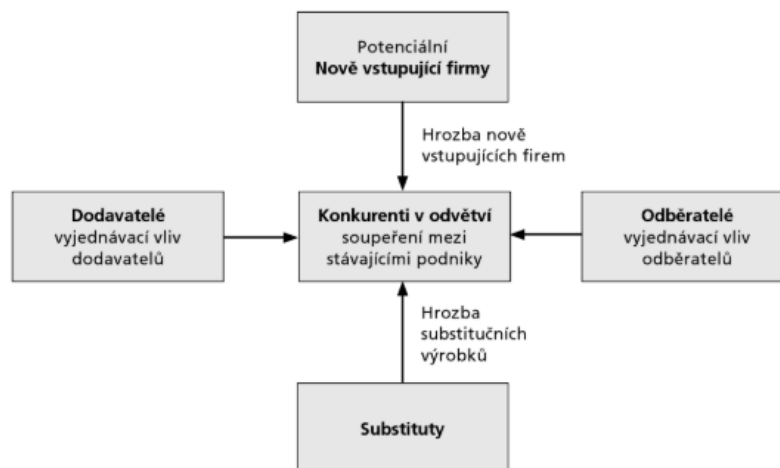 Potenciální
Nově vstupující firmy
Hrozba nově
vstupujících firem
Dodavatelé
vyjednávací vliv
dodavatelů
Konkurenti v odvětví
soupeření mezi
stávajícími podniky
Odběratelé
vyjednávací vliv
odběratelů
Hrozba
substitučních
výrobků
Substituty